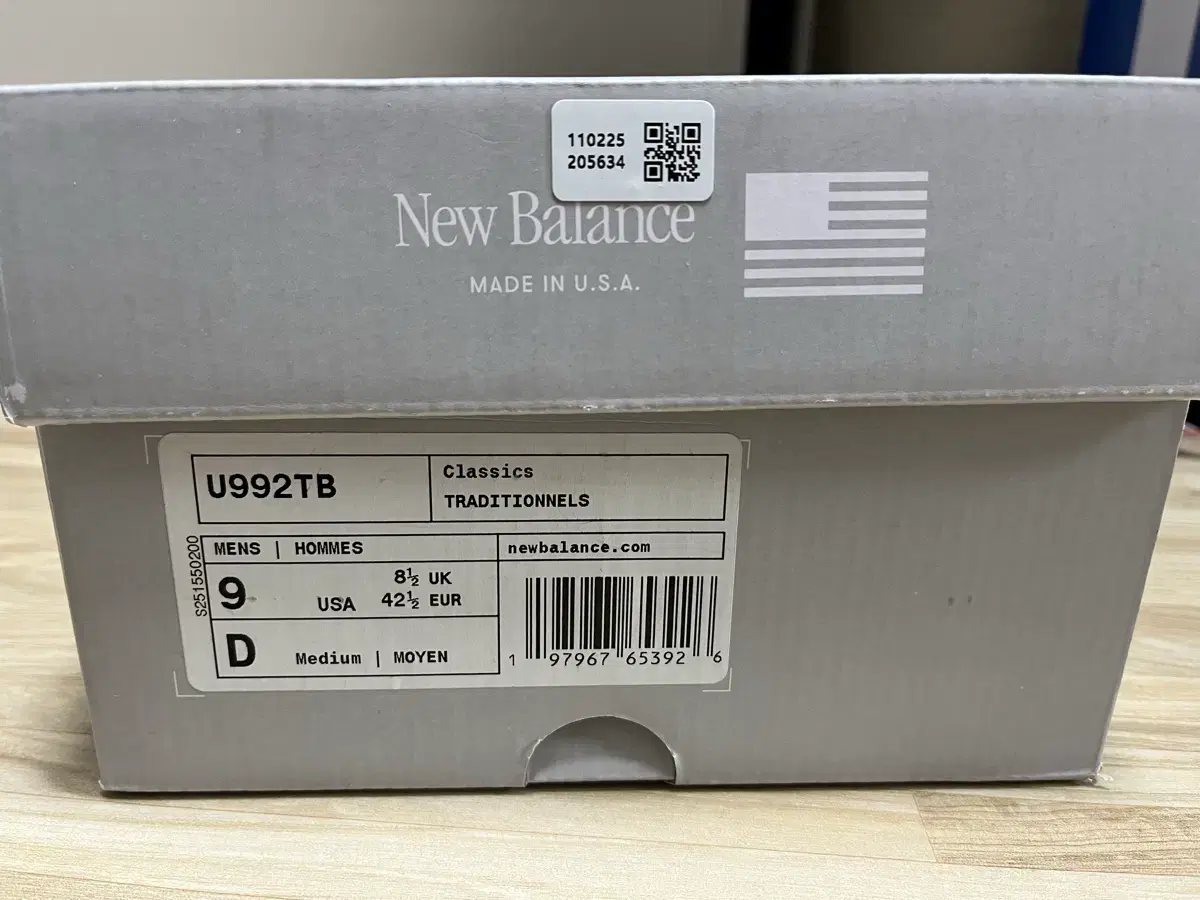 110225
205634
New Balance
MADE IN U.S.A.
U992TB
Classics
TRADITIONNELS
S251550200
MENS | HOMMES
newbalance.com
9
USA
8½ UK
42½ EUR
D
Medium | MOYEN
1 97967 65392 6